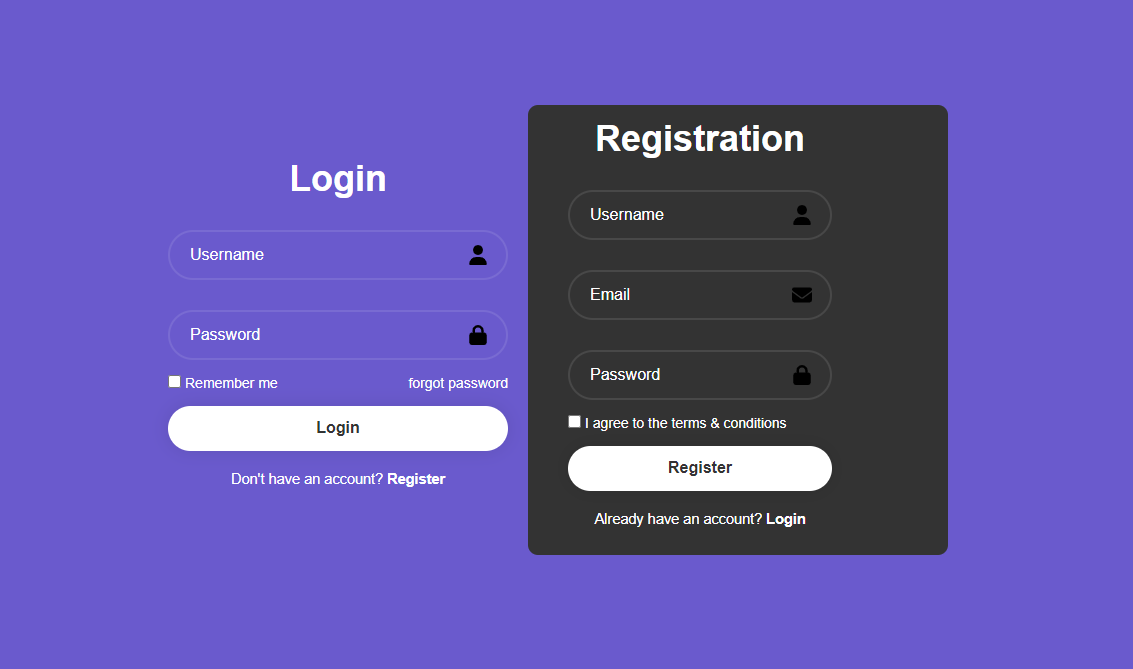 Login
Username
Password
Remember me forgot password
Login
Don't have an account? Register
Registration
Username
Email
Password
I agree to the terms & conditions
Register
Already have an account? Login